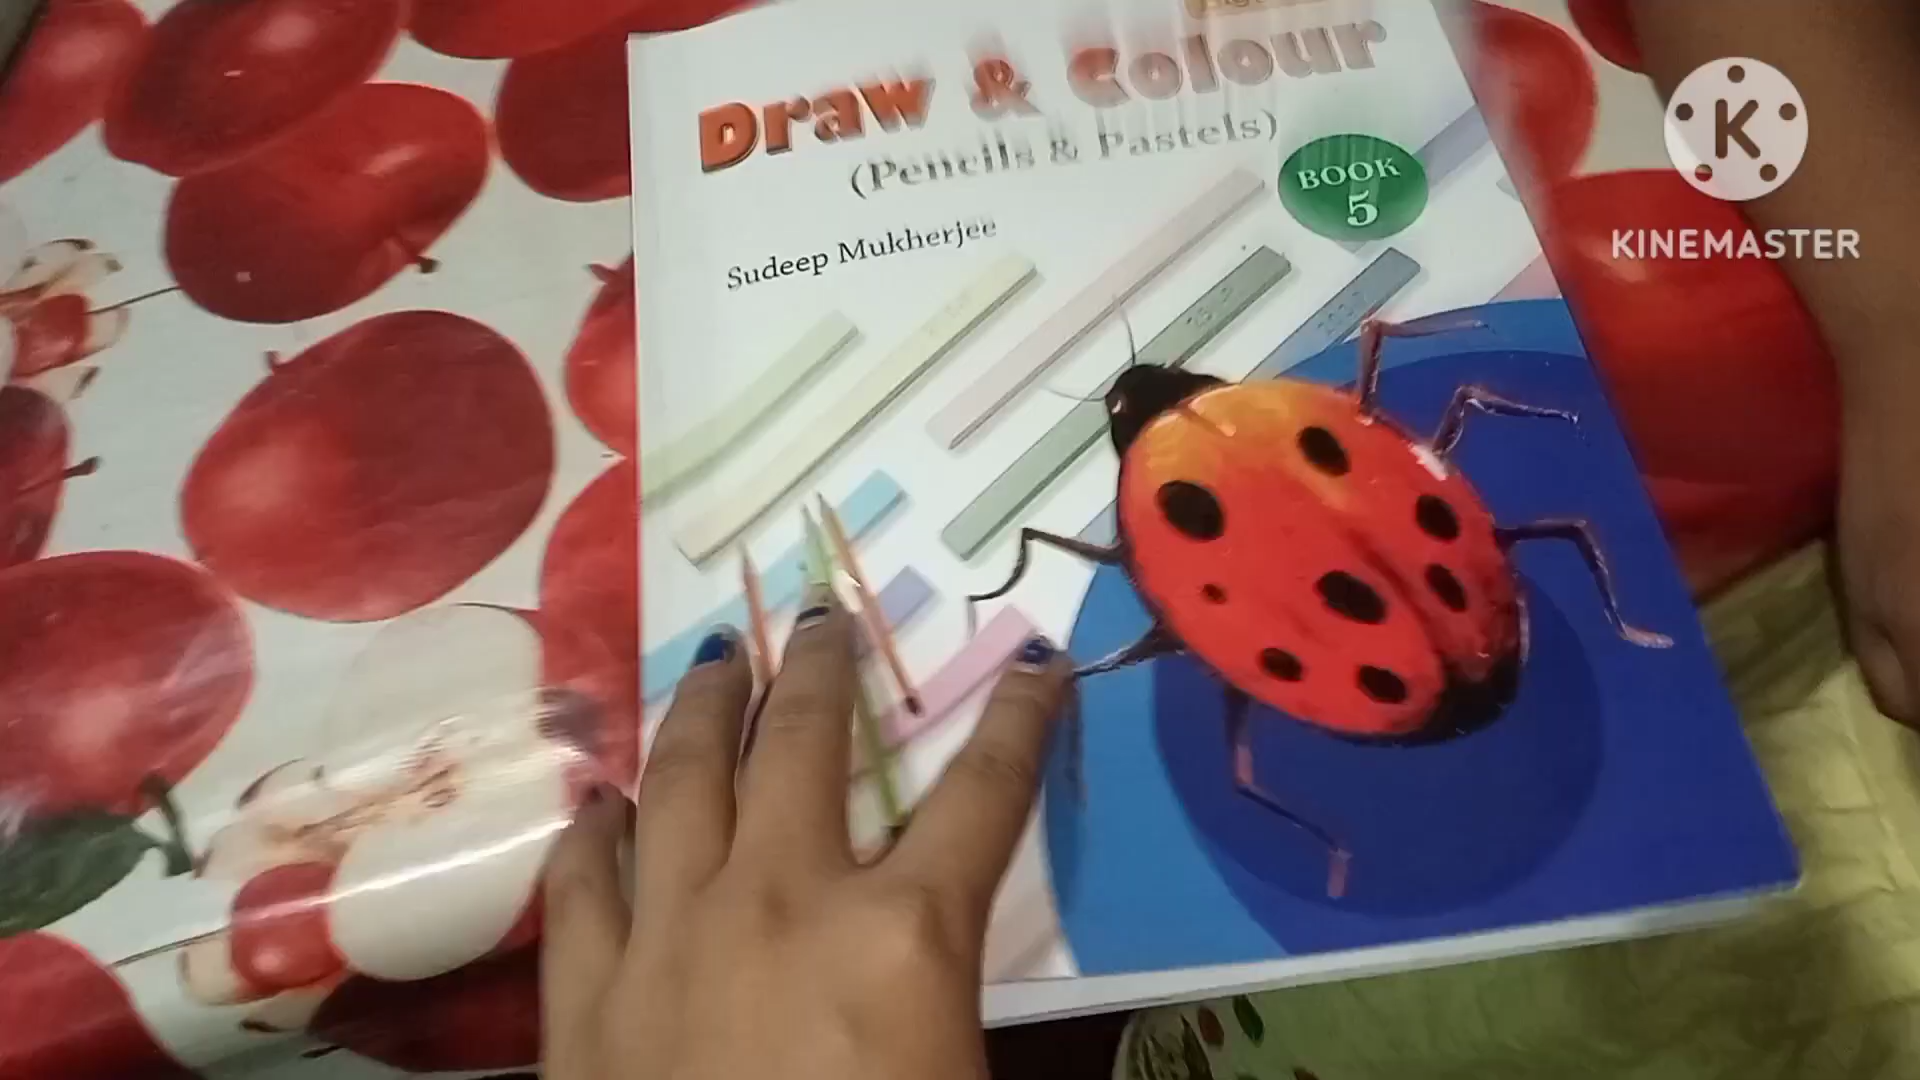 Draw & Colour
(Pencils & Pastels)
BOOK
5
Sudeep Mukherjee
K
KINEMASTER